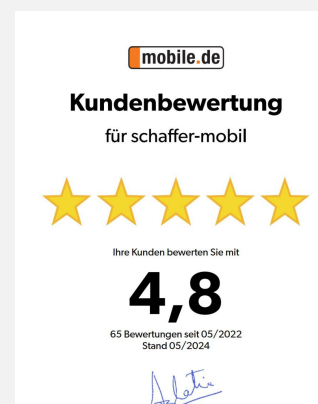 mobile.de
Kundenbewertung
für schaffer-mobil
Ihre Kunden bewerten Sie mit
4,8
65 Bewertungen seit 05/2022
Stand 05/2024